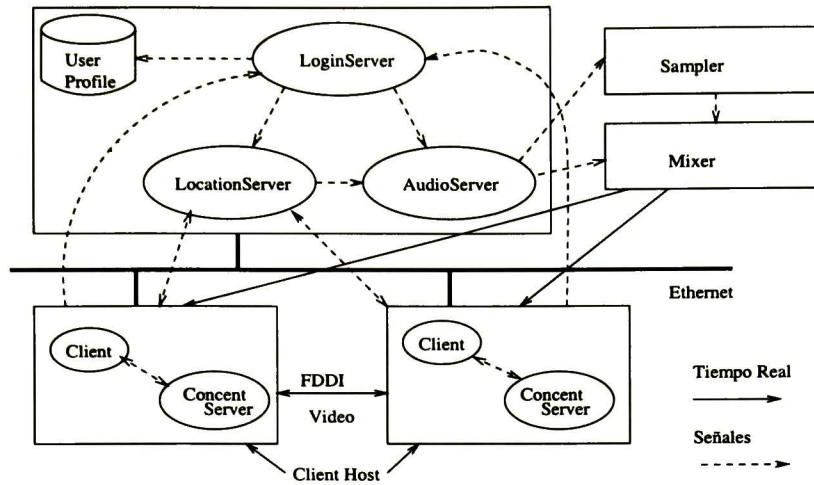 User
Profile
LoginServer
Sampler
LocationServer
AudioServer
Mixer
Ethernet
Client
Concent
Server
FDDI
Video
Client
Concent
Server
Tiempo Real
Señales
Client Host